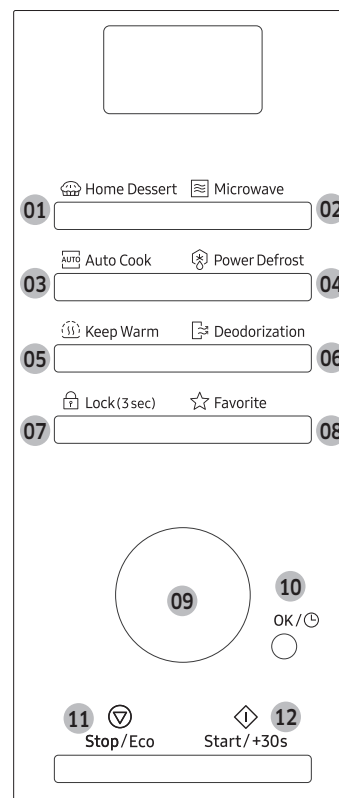 Home Dessert Microwave
01 02
AUTO Auto Cook Power Defrost
03 04
Keep Warm Deodorization
05 06
Lock (3 sec) Favorite
07 08
09
10
OK/
11 12
Stop/Eco Start/+30s